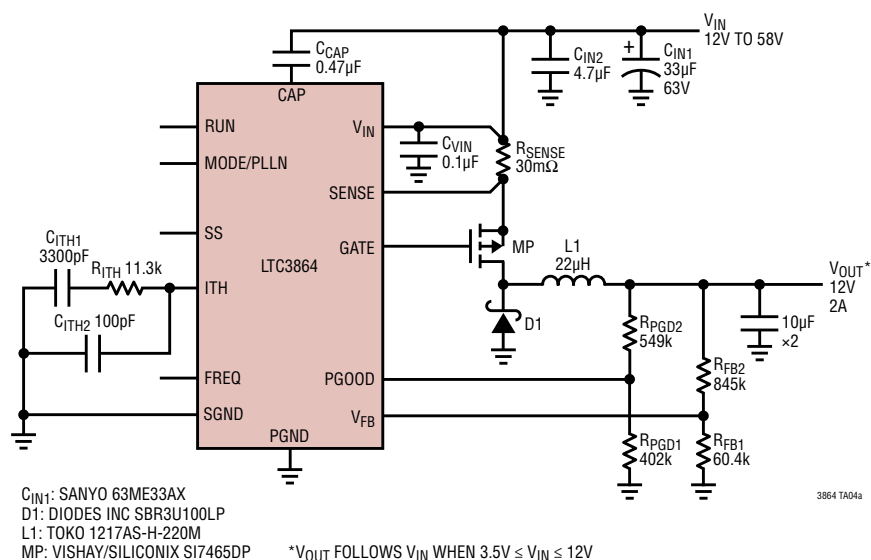 VIN
12V TO 58V
CCAP
0.47µF
CIN2
4.7µF
+
CIN1
33µF
63V
CAP
RUN
VIN
CVIN
0.1µF
RSENSE
30mΩ
MODE/PLLN
SENSE
SS
GATE
MP
L1
22µH
LTC3864
CITH1
3300pF
RITH 11.3k
ITH
VOUT*
12V
2A
CITH2 100pF
D1
RPGD2
549k
10µF
×2
FREQ
PGOOD
RFB2
845k
SGND
VFB
PGND
RPGD1
402k
RFB1
60.4k
3864 TA04a
CIN1: SANYO 63ME33AX
D1: DIODES INC SBR3U100LP
L1: TOKO 1217AS-H-220M
MP: VISHAY/SILICONIX SI7465DP
*VOUT FOLLOWS VIN WHEN 3.5V ≤ VIN ≤ 12V